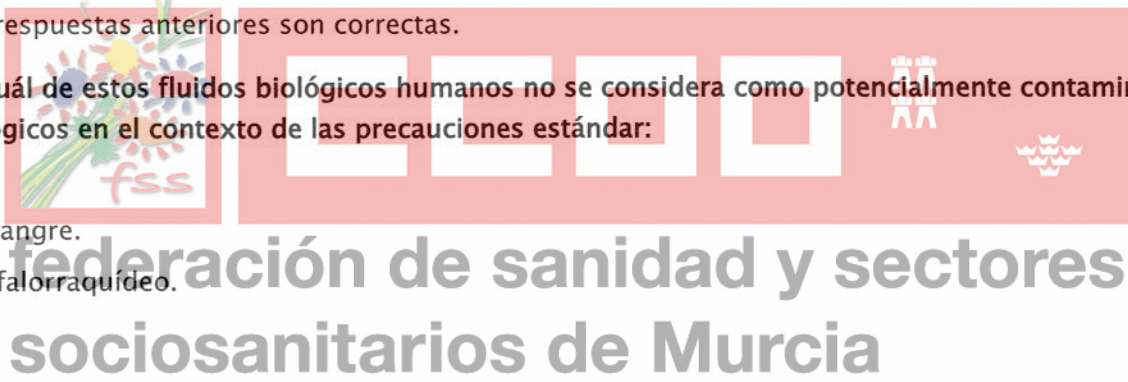 respuestas anteriores son correctas.
uál de estos fluidos biológicos humanos no se considera como potencialmente contamin
gicos en el contexto de las precauciones estándar:
fss
CCOO
angre.
falorraquídeo.
federación de sanidad y sectores
sociosanitarios de Murcia